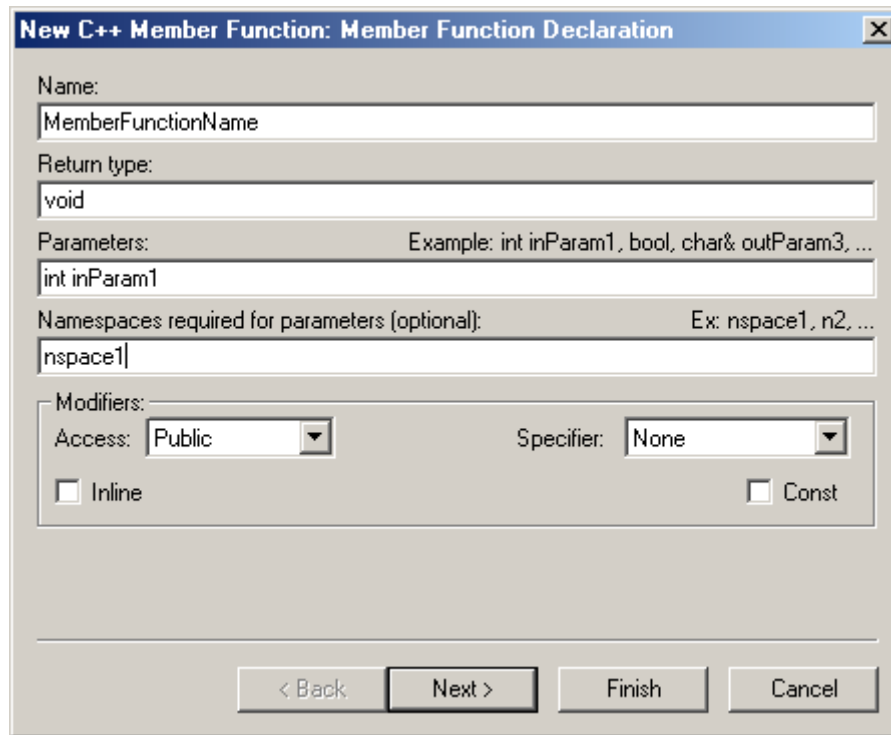 New C++ Member Function: Member Function Declaration
Name:
MemberFunctionName
Return type:
void
Parameters: Example: int inParam1, bool, char& outParam3, ...
int inParam1
Namespaces required for parameters (optional): Ex: nspace1, n2, ...
nspace1
Modifiers:
Access: Public Specifier: None
Inline Const
< Back Next > Finish Cancel